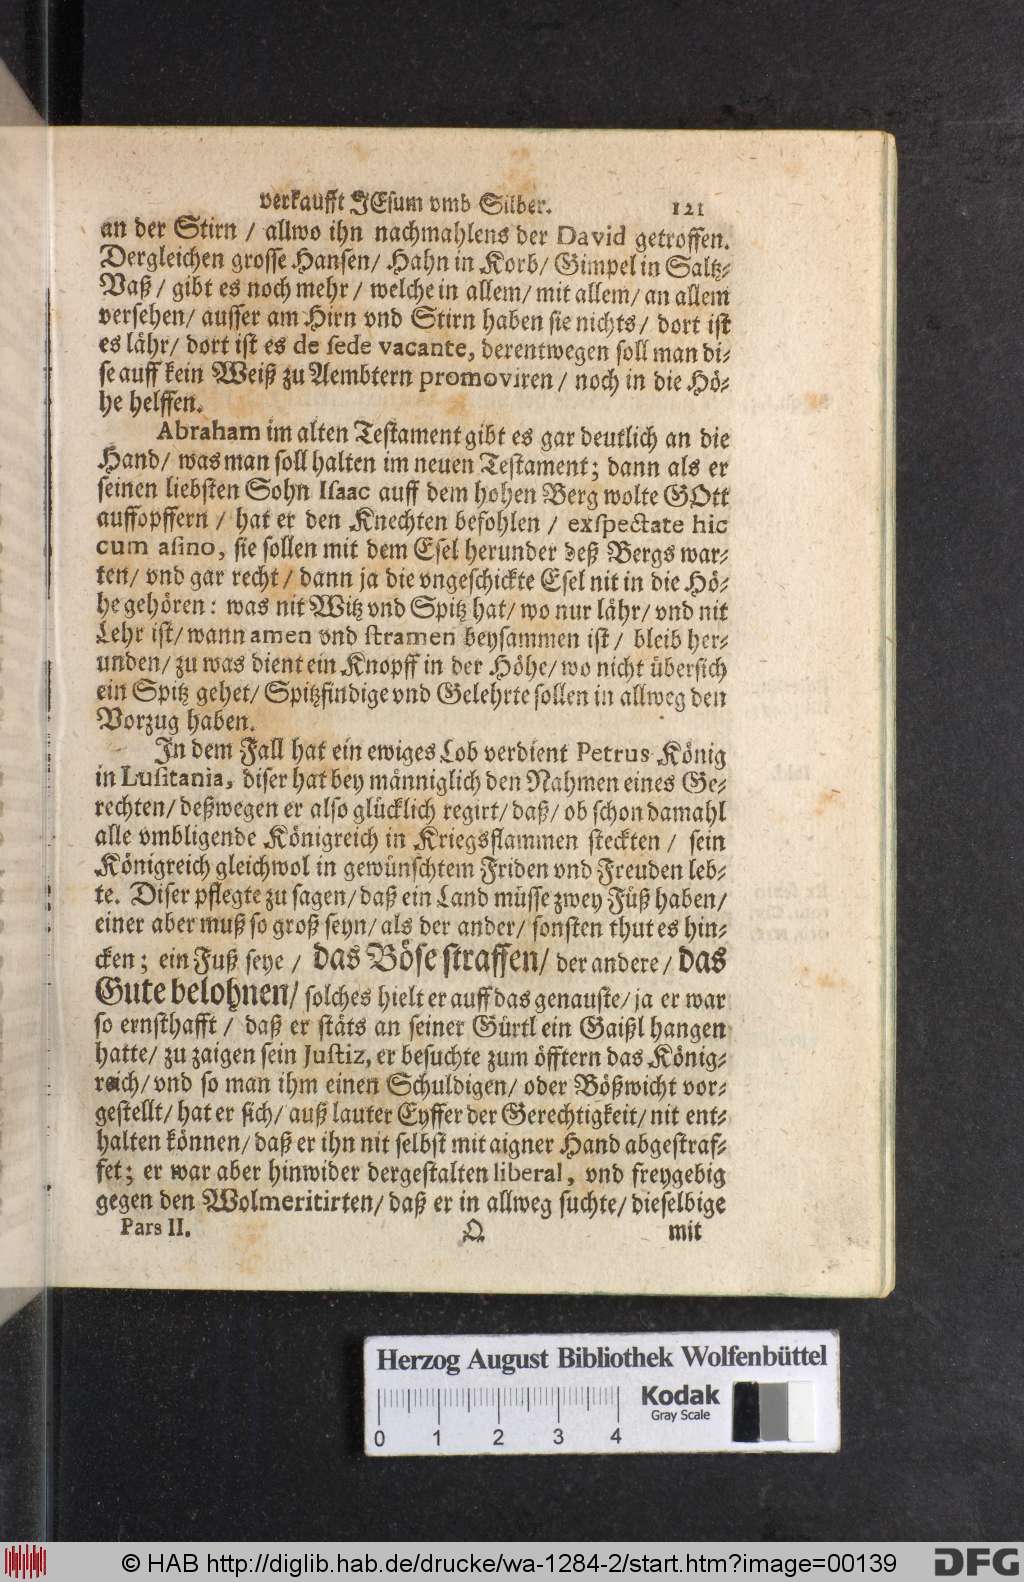 verkaufft JEsum vmb Silber. 121
an der Stirn / allwo ihn nachmahlens der David getroffen.
Dergleichen grosse Hansen/ Hahn in Korb/ Gimpel in Saltz-
Vaß / gibt es noch mehr / welche in allem/ mit allem/ an allem
versehen/ ausser am Hirn vnd Stirn haben sie nichts/ dort ist
es lähr/ dort ist es de sede vacante, derentwegen soll man di-
se auff kein Weiß zu Aembtern promoviren / noch in die Hö-
he helffen.
Abraham im alten Testament gibt es gar deutlich an die
Hand/ was man soll halten im neuen Testament; dann als er
seinen liebsten Sohn Isaac auff dem hohen Berg wolte GOtt
auffopffern / hat er den Knechten befohlen / exspectate hic
cum asino, sie sollen mit dem Esel herunder deß Bergs war-
ten/ vnd gar recht / dann ja die vngeschickte Esel nit in die Hö-
he gehören: was nit Witz vnd Spitz hat/ wo nur lähr/ vnd nit
Lehr ist/ wann amen vnd stramen beysammen ist / bleib her-
unden/ zu was dient ein Knopff in der Höhe/ wo nicht übersich
ein Spitz gehet/ Spitzfindige vnd Gelehrte sollen in allweg den
Vorzug haben.
In dem Fall hat ein ewiges Lob verdient Petrus König
in Lusitania, diser hat bey männiglich den Nahmen eines Ge-
rechten/ deßwegen er also glücklich regirt/ daß/ ob schon damahl
alle vmbligende Königreich in Kriegsflammen steckten / sein
Königreich gleichwol in gewünschtem Friden vnd Freuden leb-
te. Diser pflegte zu sagen/ daß ein Land müsse zwey Füß haben/
einer aber muß so groß seyn/ als der ander/ sonsten thut es hin-
cken; ein Fuß seye / das Böse straffen/ der andere/ das
Gute belohnen/ solches hielt er auff das genauste/ ja er war
so ernsthafft / daß er stäts an seiner Gürtl ein Gaißl hangen
hatte/ zu zaigen sein Justiz, er besuchte zum öfftern das König-
reich/ vnd so man ihm einen Schuldigen/ oder Bößwicht vor-
gestellt/ hat er sich/ auß lauter Eyffer der Gerechtigkeit/ nit ent-
halten können/ daß er ihn nit selbst mit aigner Hand abgestraf-
fet; er war aber hinwider dergestalten liberal, vnd freygebig
gegen den Wolmeritirten/ daß er in allweg suchte/ dieselbige
Pars II. Q mit
Herzog August Bibliothek Wolfenbüttel
Kodak
Gray Scale
0 1 2 3 4
© HAB http://diglib.hab.de/drucke/wa-1284-2/start.htm?image=00139 DFG